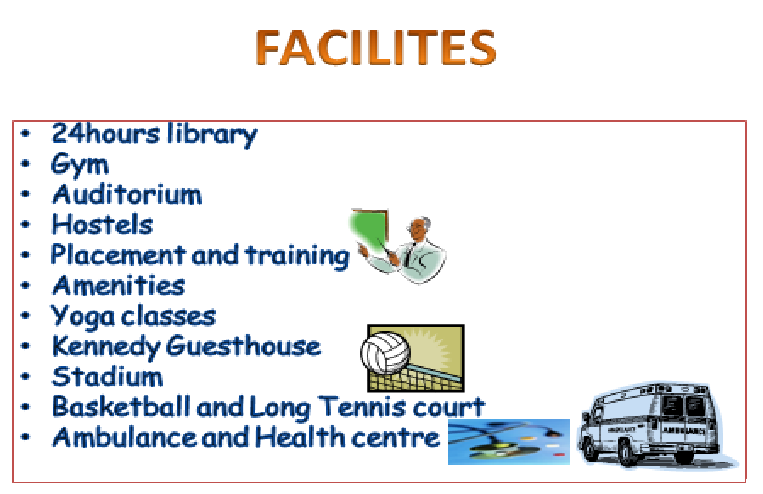 FACILITES
• 24hours library
• Gym
• Auditorium
• Hostels
• Placement and training
• Amenities
• Yoga classes
• Kennedy Guesthouse
• Stadium
• Basketball and Long Tennis court
• Ambulance and Health centre
AMBULANCE